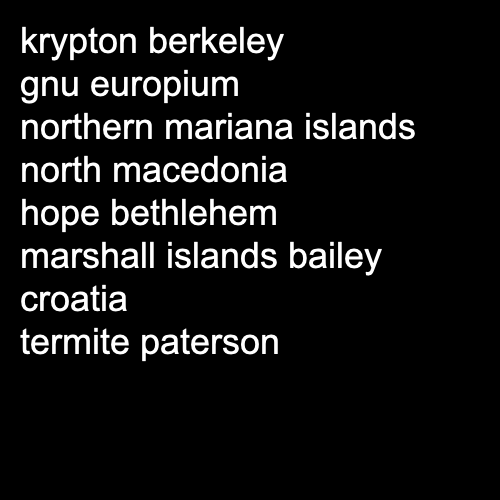 krypton berkeley
gnu europium
northern mariana islands
north macedonia
hope bethlehem
marshall islands bailey
croatia
termite paterson